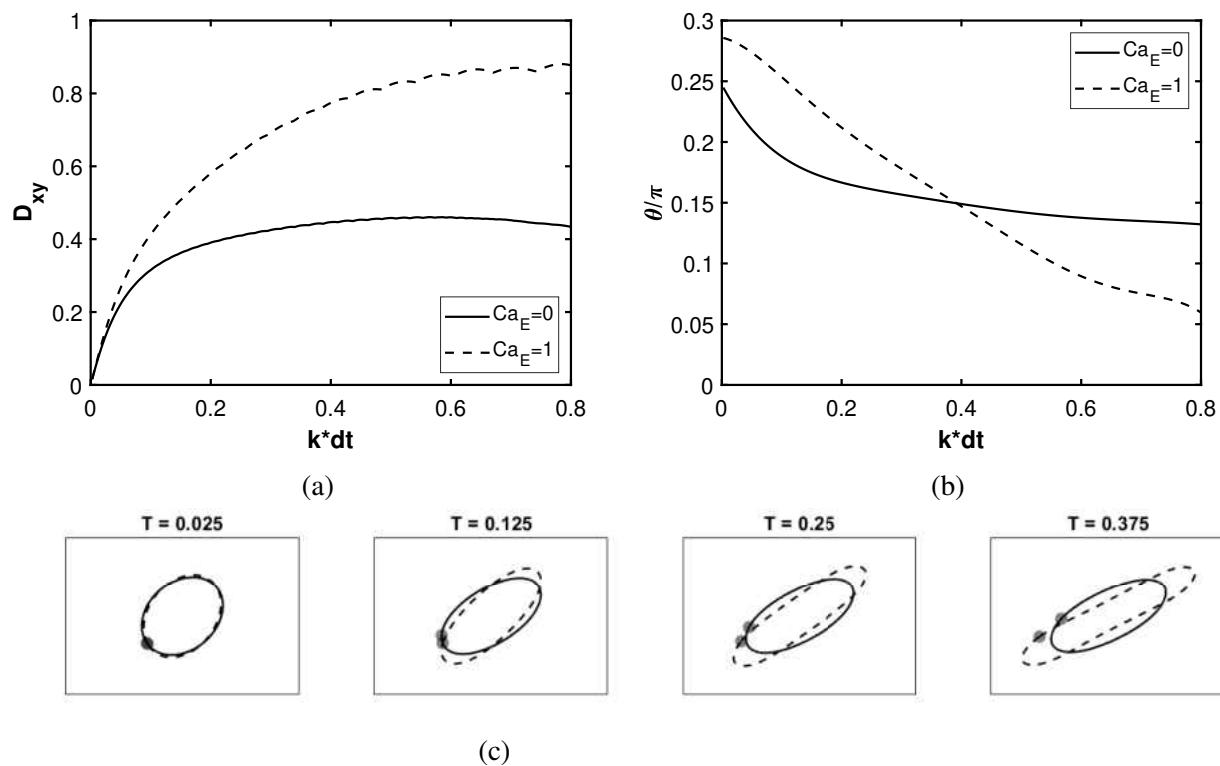 1
0.8
0.6
0.4
0.2
0
D_xy
0 0.2 0.4 0.6 0.8
k*dt
Ca_E=0
Ca_E=1
(a)
0.3
0.25
0.2
0.15
0.1
0.05
0
θ/π
0 0.2 0.4 0.6 0.8
k*dt
Ca_E=0
Ca_E=1
(b)
T = 0.025
T = 0.125
T = 0.25
T = 0.375
(c)